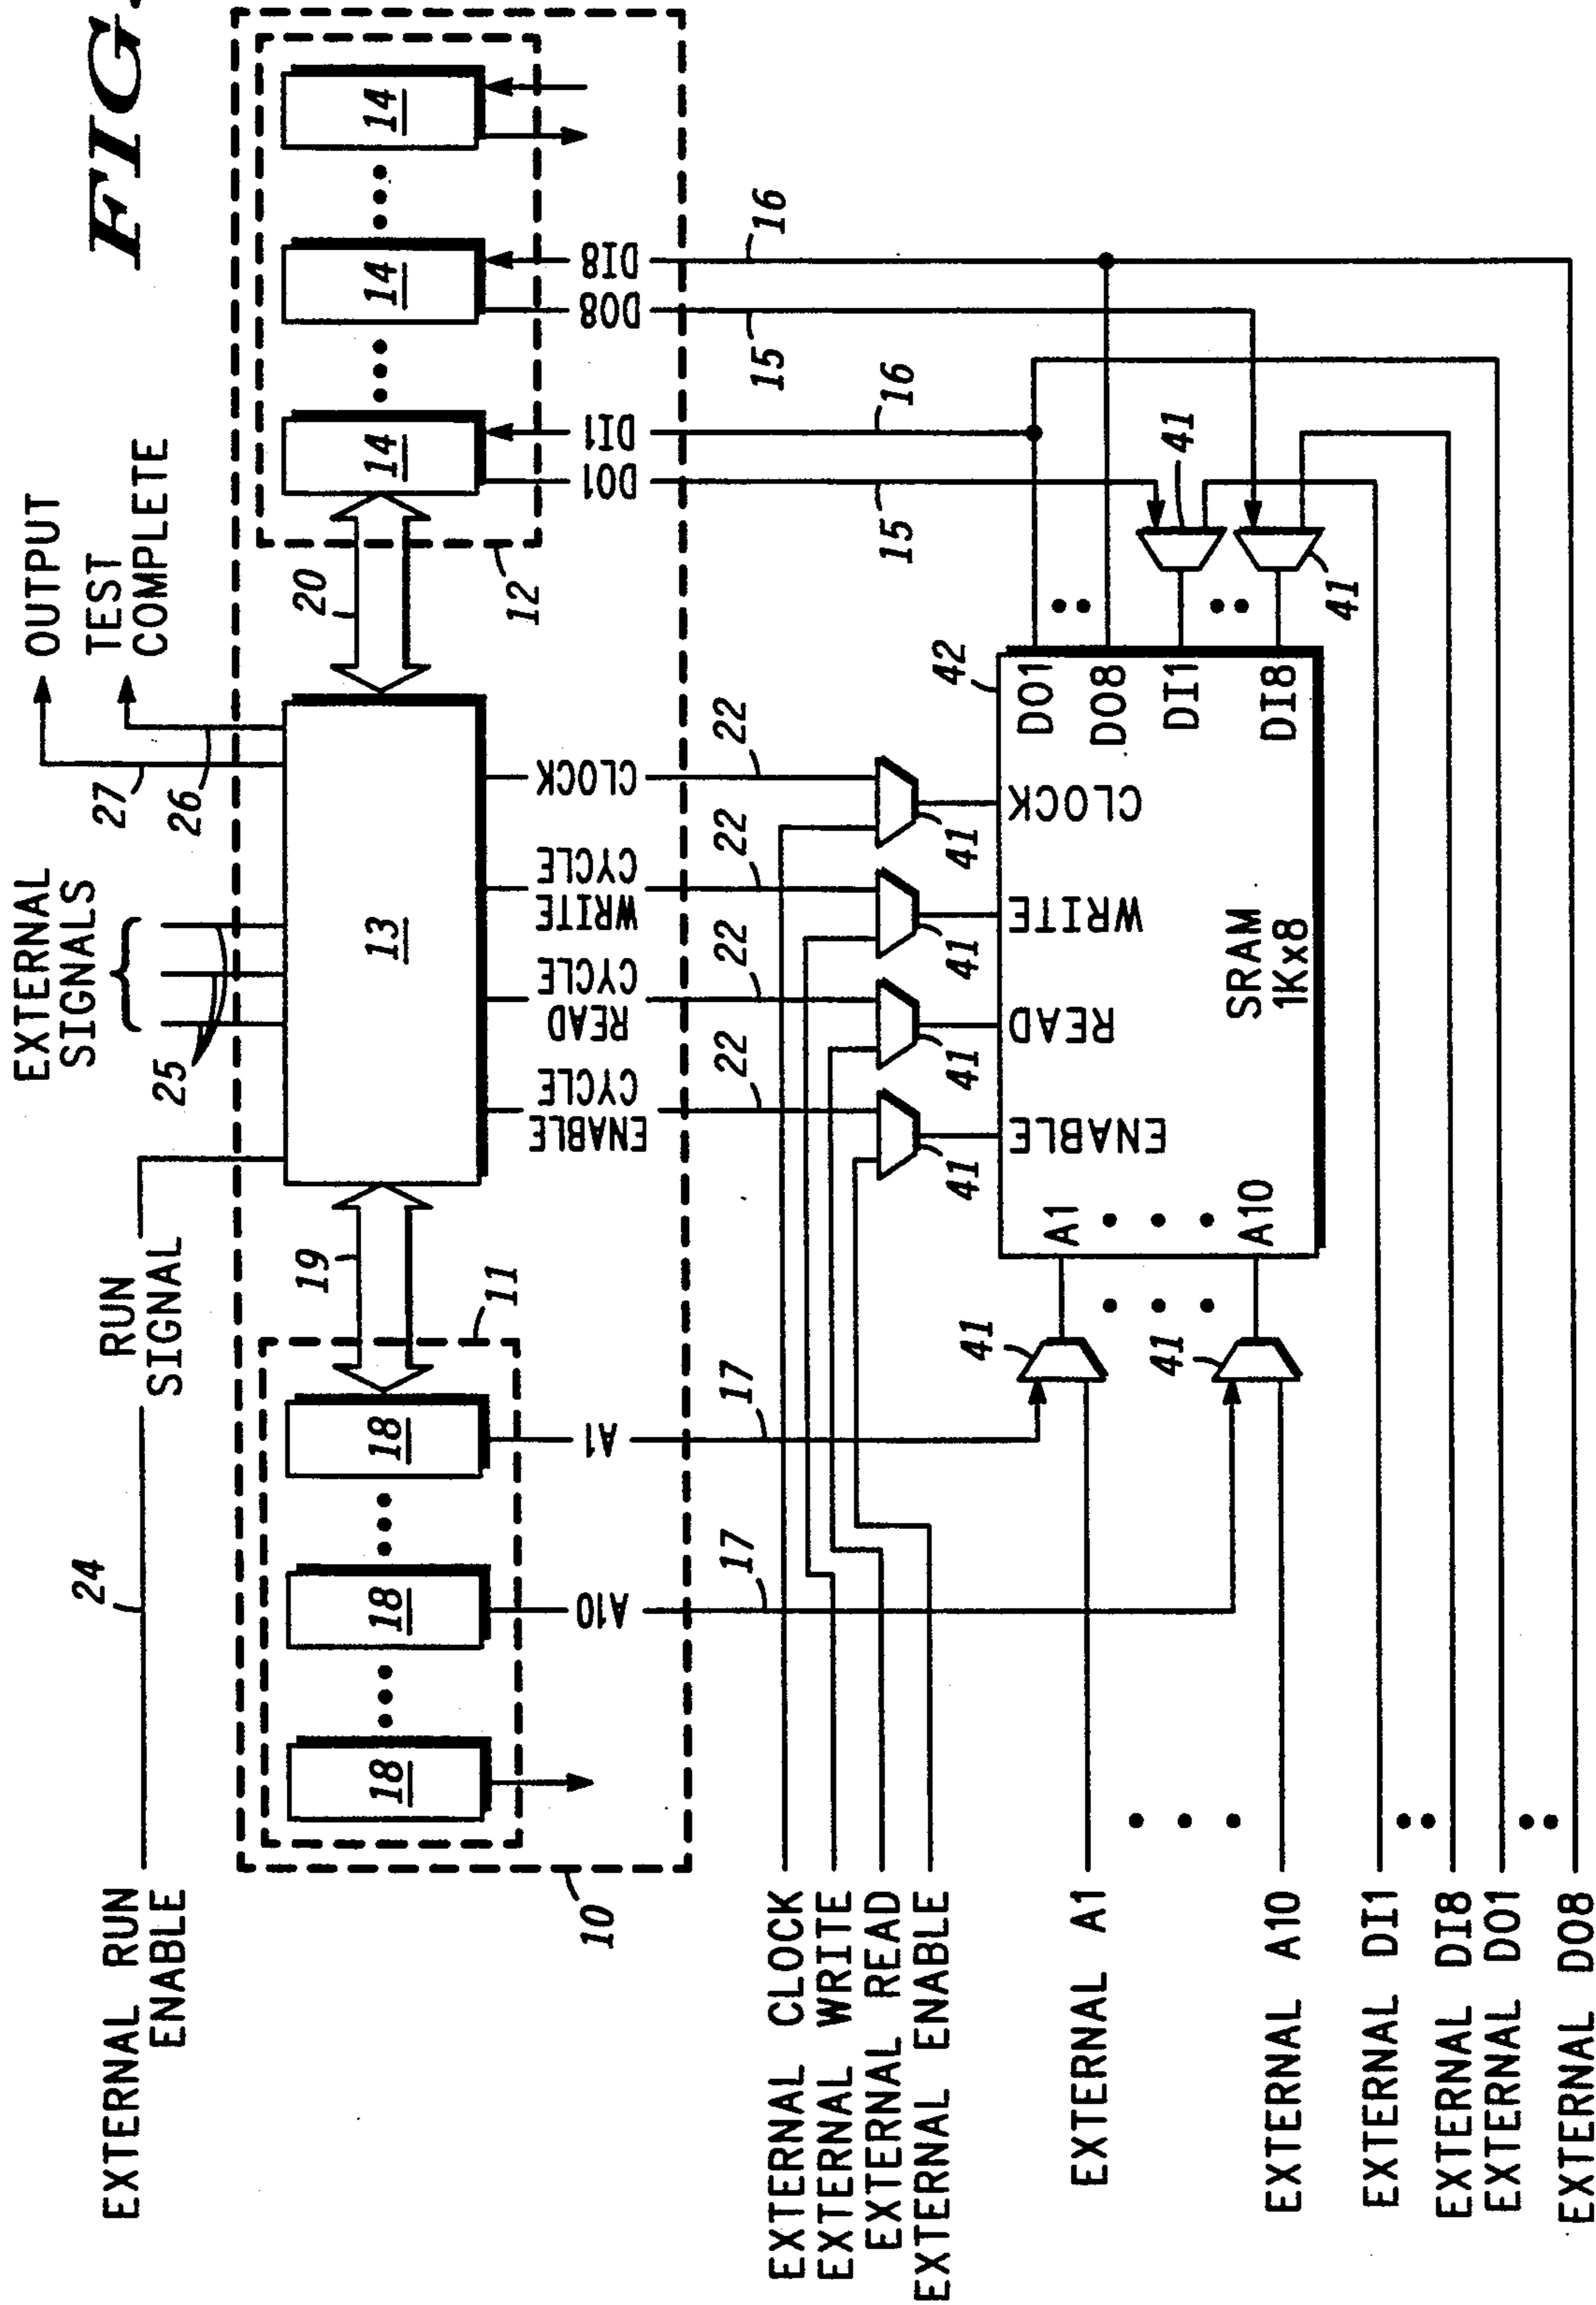 FIG.
EXTERNAL RUN
ENABLE
24
RUN
SIGNAL
EXTERNAL
SIGNALS
25
27
26
OUTPUT
TEST
COMPLETE
10
18
18
18
11
19
13
20
12
14
14
14
A10
A1
ENABLE
CYCLE
READ
CYCLE
WRITE
CYCLE
CLOCK
DO1
DI1
DO8
DI8
17
17
22
22
22
22
15
16
15
16
EXTERNAL CLOCK
EXTERNAL WRITE
EXTERNAL READ
EXTERNAL ENABLE
41
41
41
41
41
41
41
41
42
A1
A10
ENABLE
READ
WRITE
CLOCK
DO1
DO8
DI1
DI8
SRAM
1Kx8
EXTERNAL A1
EXTERNAL A10
EXTERNAL DI1
EXTERNAL DI8
EXTERNAL DO1
EXTERNAL DO8